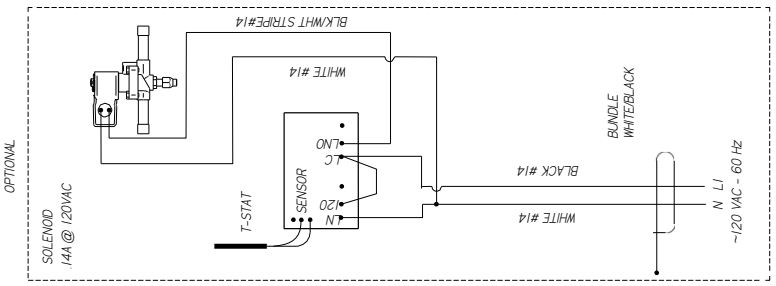 OPTIONAL
SOLENOID
.14A @ 120VAC
BLK/WHT STRIPE#14
WHITE #14
T-STAT
SENSOR
LNO
LC
120
LN
BLACK #14
WHITE #14
BUNDLE
WHITE/BLACK
L1
N
~120 VAC - 60 HZ